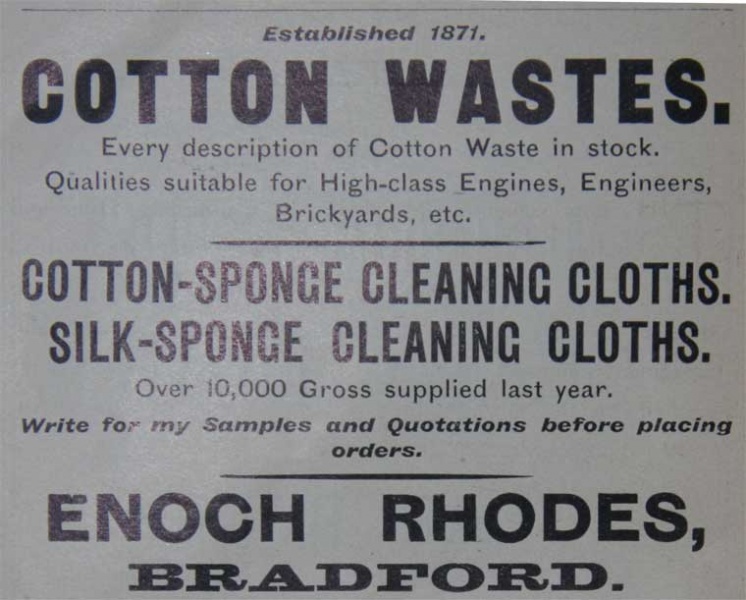 Established 1871.
COTTON WASTES.
Every description of Cotton Waste in stock.
Qualities suitable for High-class Engines, Engineers,
Brickyards, etc.
COTTON-SPONGE CLEANING CLOTHS.
SILK-SPONGE CLEANING CLOTHS.
Over 10,000 Gross supplied last year.
Write for my Samples and Quotations before placing
orders.
ENOCH RHODES,
BRADFORD.